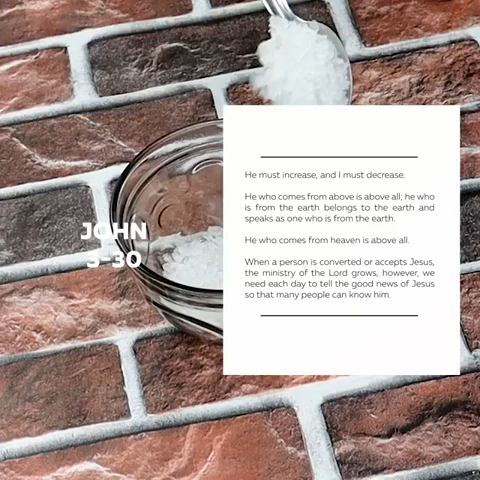 JOHN
3-30
He must increase, and I must decrease.
He who comes from above is above all; he who
is from the earth belongs to the earth and
speaks as one who is from the earth.
He who comes from heaven is above all.
When a person is converted or accepts Jesus,
the ministry of the Lord grows, however, we
need each day to tell the good news of Jesus
so that many people can know him.